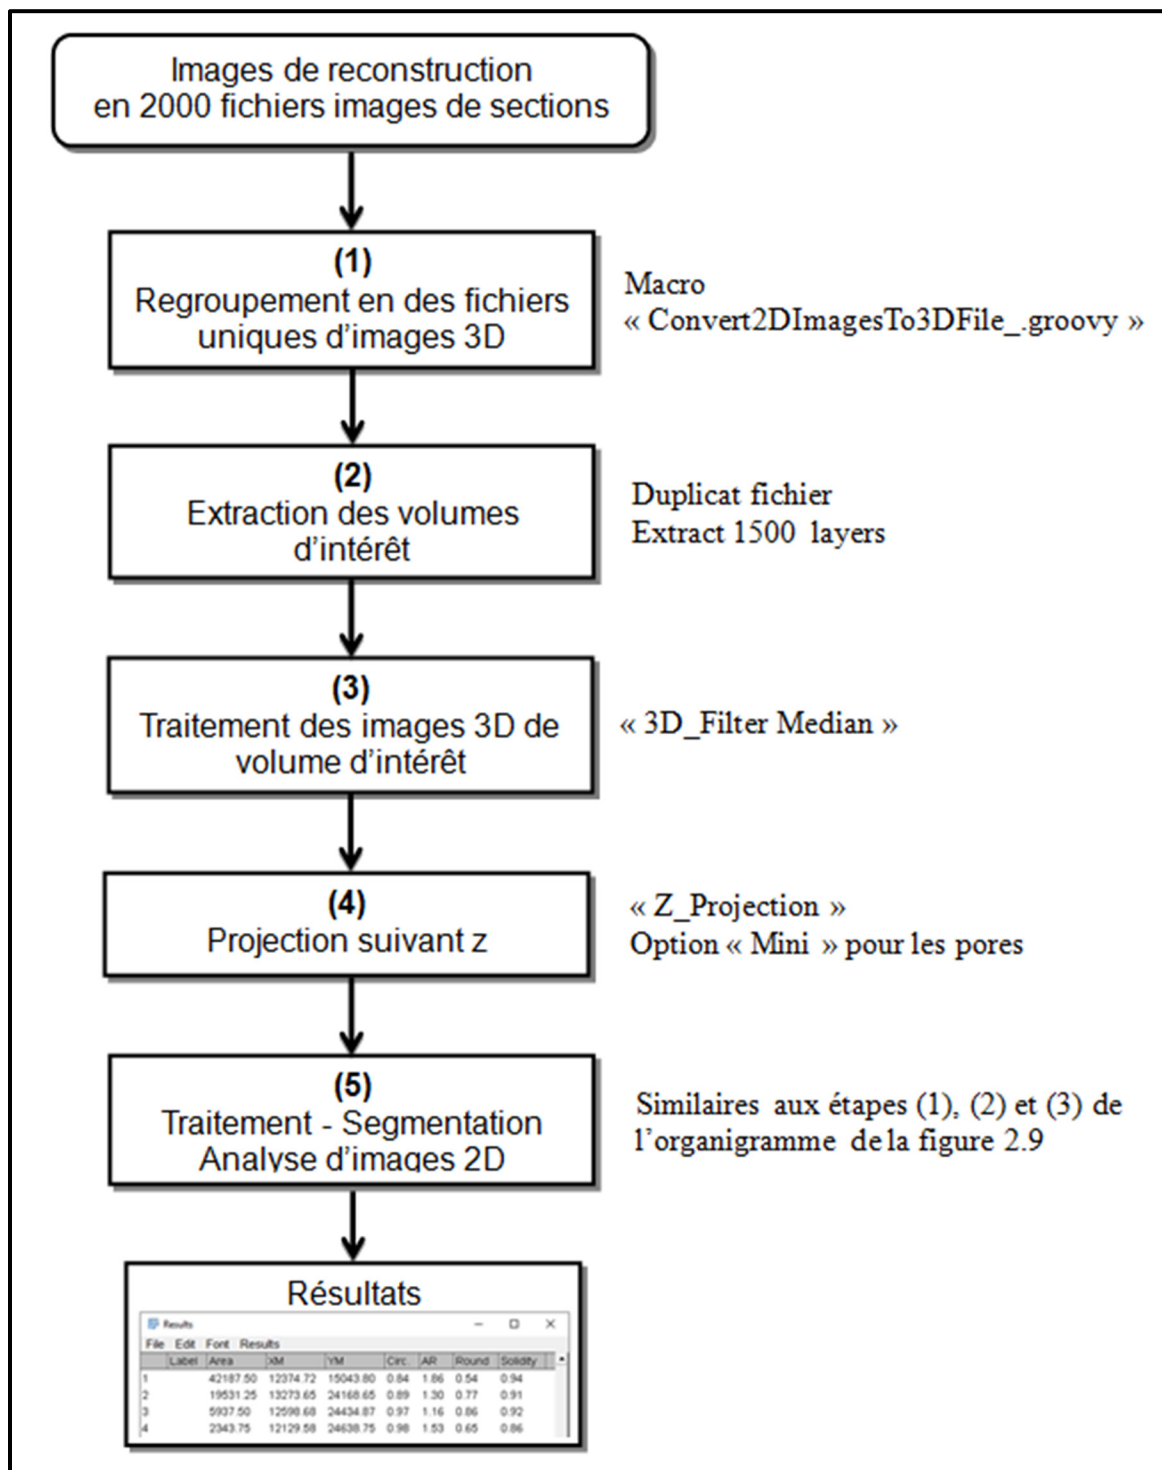 Images de reconstruction
en 2000 fichiers images de sections
(1)
Regroupement en des fichiers
uniques d'images 3D
Macro
« Convert2DImagesTo3DFile_.groovy »
(2)
Extraction des volumes
d'intérêt
Duplicat fichier
Extract 1500 layers
(3)
Traitement des images 3D de
volume d'intérêt
« 3D_Filter Median »
(4)
Projection suivant z
« Z_Projection »
Option « Mini » pour les pores
(5)
Traitement - Segmentation
Analyse d'images 2D
Similaires aux étapes (1), (2) et (3) de
l'organigramme de la figure 2.9
Résultats
Results
File Edit Font Results
Label Area XM YM Circ. AR Round Solidity
1 42187.50 12374.72 15043.80 0.84 1.86 0.54 0.94
2 19531.25 13273.65 24168.65 0.89 1.30 0.77 0.91
3 5937.50 12598.68 24434.87 0.97 1.16 0.86 0.92
4 2343.75 12129.58 24638.75 0.98 1.53 0.65 0.86